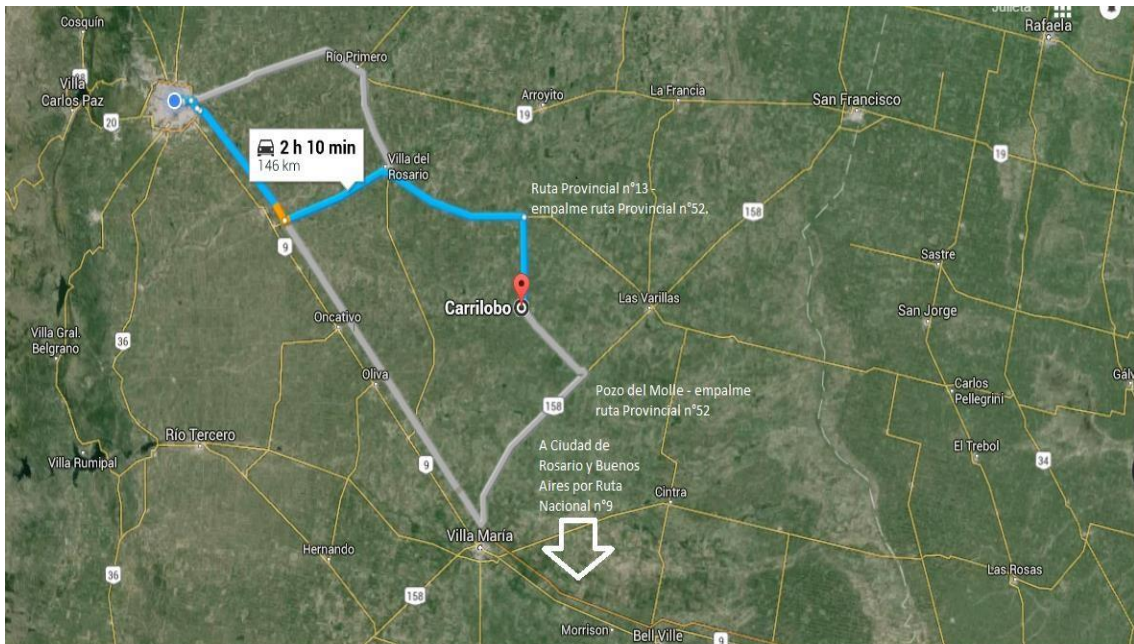 Cosquín
Julieta
Rafaela
Río Primero
Villa
Carlos Paz
20
Arroyito
La Francia
San Francisco
19
19
2 h 10 min
146 km
Villa del
Rosario
Ruta Provincial n°13 -
empalme ruta Provincial n°52.
158
9
Sastre
Carrilobo
Las Varillas
San Jorge
Oncativo
Villa Gral.
Belgrano
36
Oliva
Carlos
Pellegrini
Gálv
Pozo del Molle - empalme
ruta Provincial n°52
158
Río Tercero
A Ciudad de
Rosario y Buenos
Aires por Ruta
Nacional n°9
Villa Rumipal
9
El Trebol
34
Cintra
Villa María
Hernando
Las Rosas
36
158
Morrison
Bell Ville
9